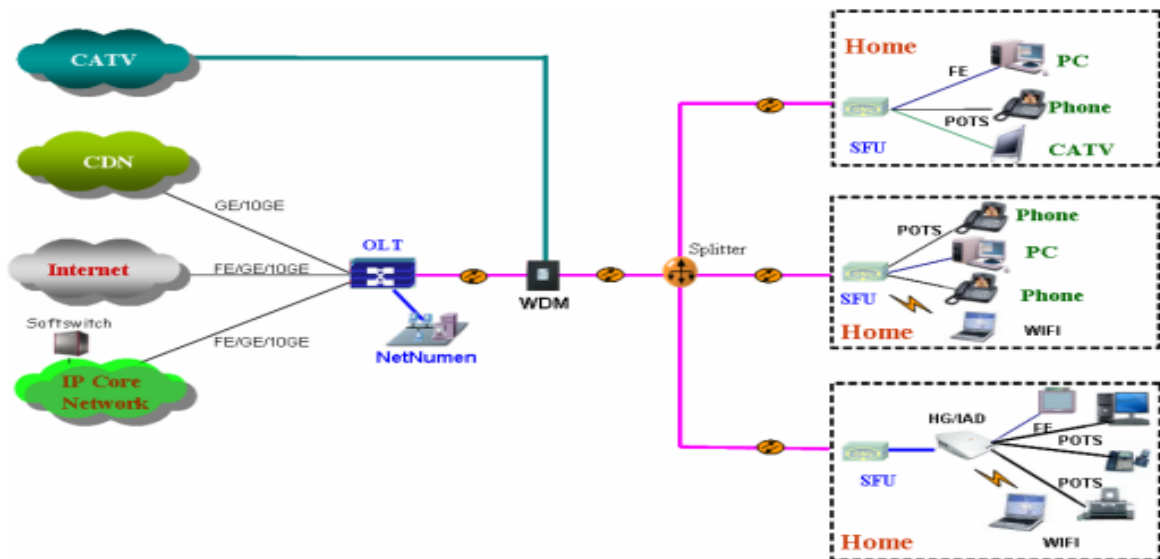 CATV
CDN
GE/10GE
OLT
Internet
FE/GE/10GE
Softswitch
FE/GE/10GE
IP Core
Network
NetNumen
WDM
Splitter
Home
FE
PC
POTS
Phone
SFU
CATV
Phone
POTS
PC
SFU
Phone
Home
WIFI
HG/IAD
FE
POTS
SFU
POTS
Home
WIFI